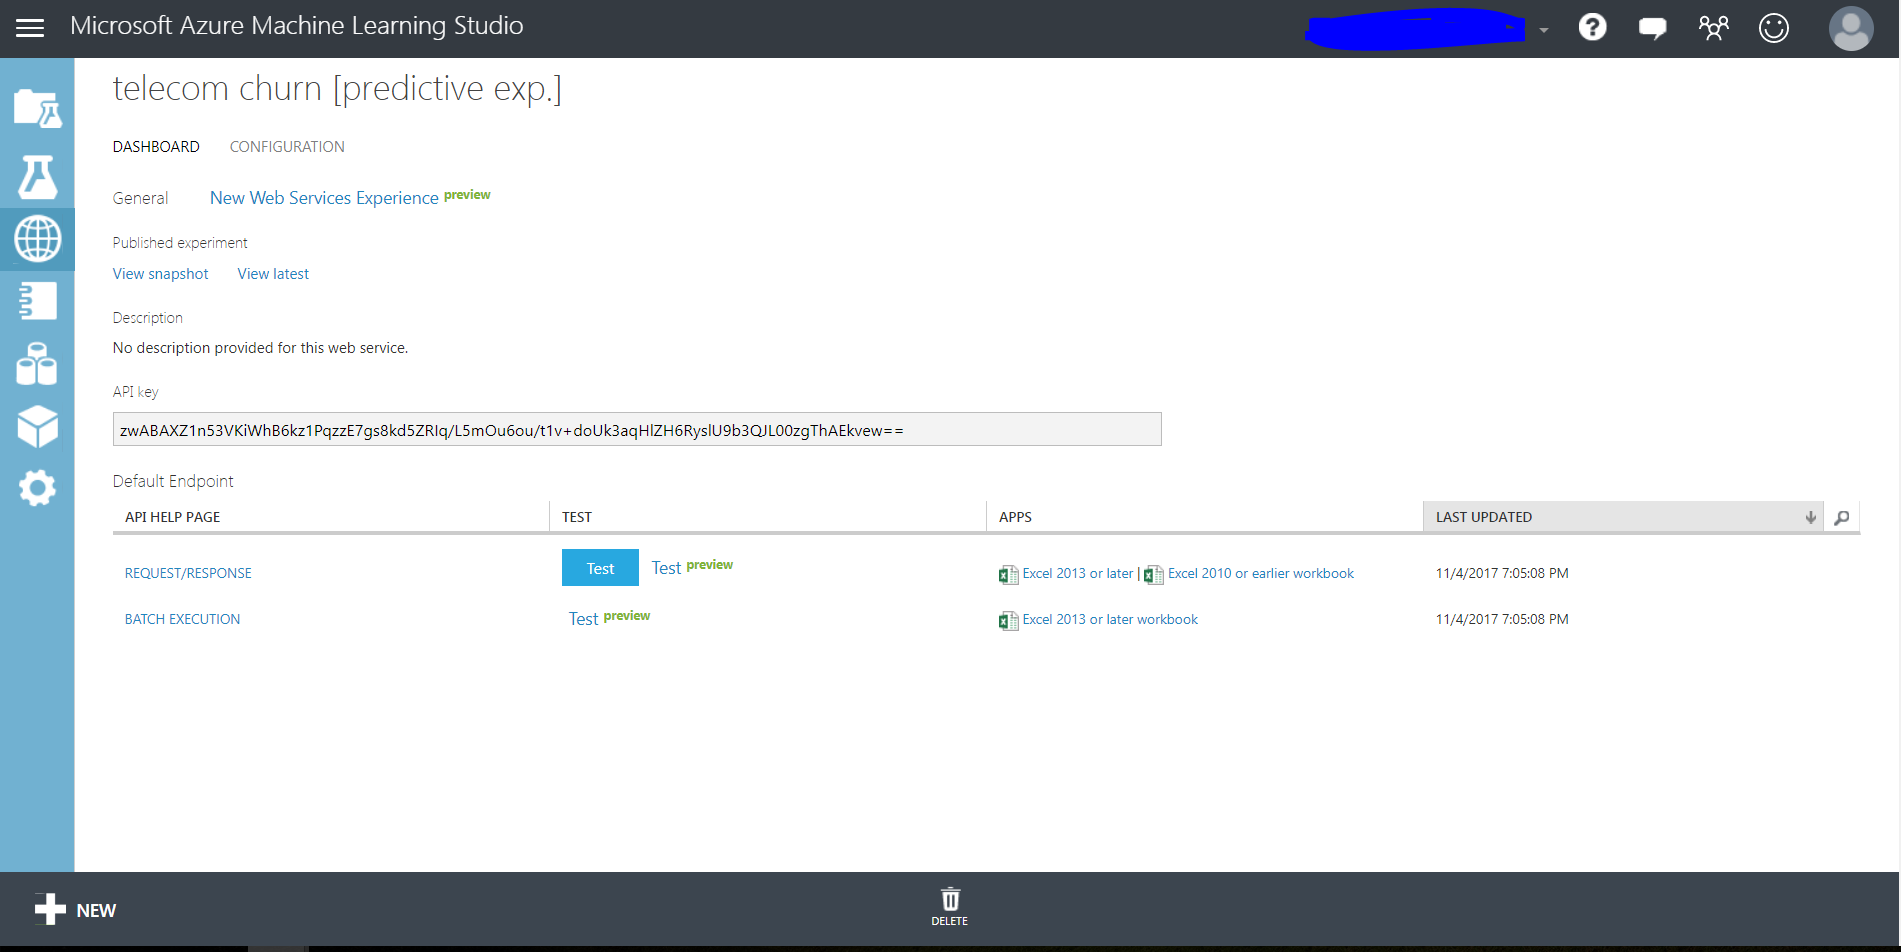 Microsoft Azure Machine Learning Studio
telecom churn [predictive exp.]
DASHBOARD CONFIGURATION
General New Web Services Experience preview
Published experiment
View snapshot View latest
Description
No description provided for this web service.
API key
zwABAXZ1n53VKiWhB6kz1PqzzE7gs8kd5ZRIq/L5mOu6ou/t1v+doUk3aqHlZH6RyslU9b3QJL00zgThAEkvew==
Default Endpoint
API HELP PAGE TEST APPS LAST UPDATED
REQUEST/RESPONSE Test Test preview Excel 2013 or later | Excel 2010 or earlier workbook 11/4/2017 7:05:08 PM
BATCH EXECUTION Test preview Excel 2013 or later workbook 11/4/2017 7:05:08 PM
NEW DELETE